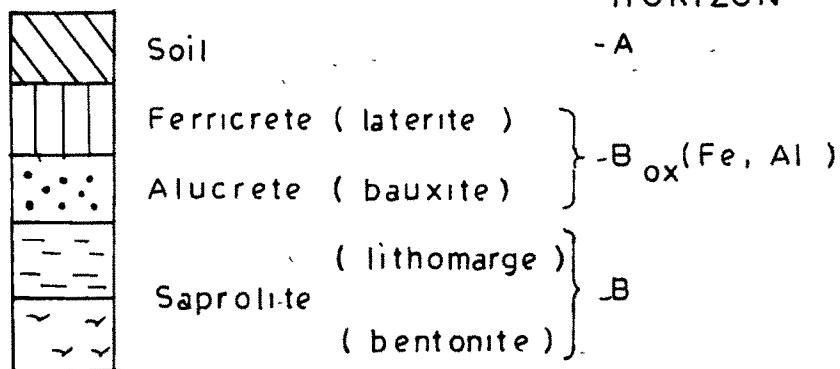 HORIZON
Soil -A
Ferricrete ( laterite )
-B ox (Fe, Al )
Alucrete ( bauxite )
( lithomarge )
Saprolite -B
( bentonite )